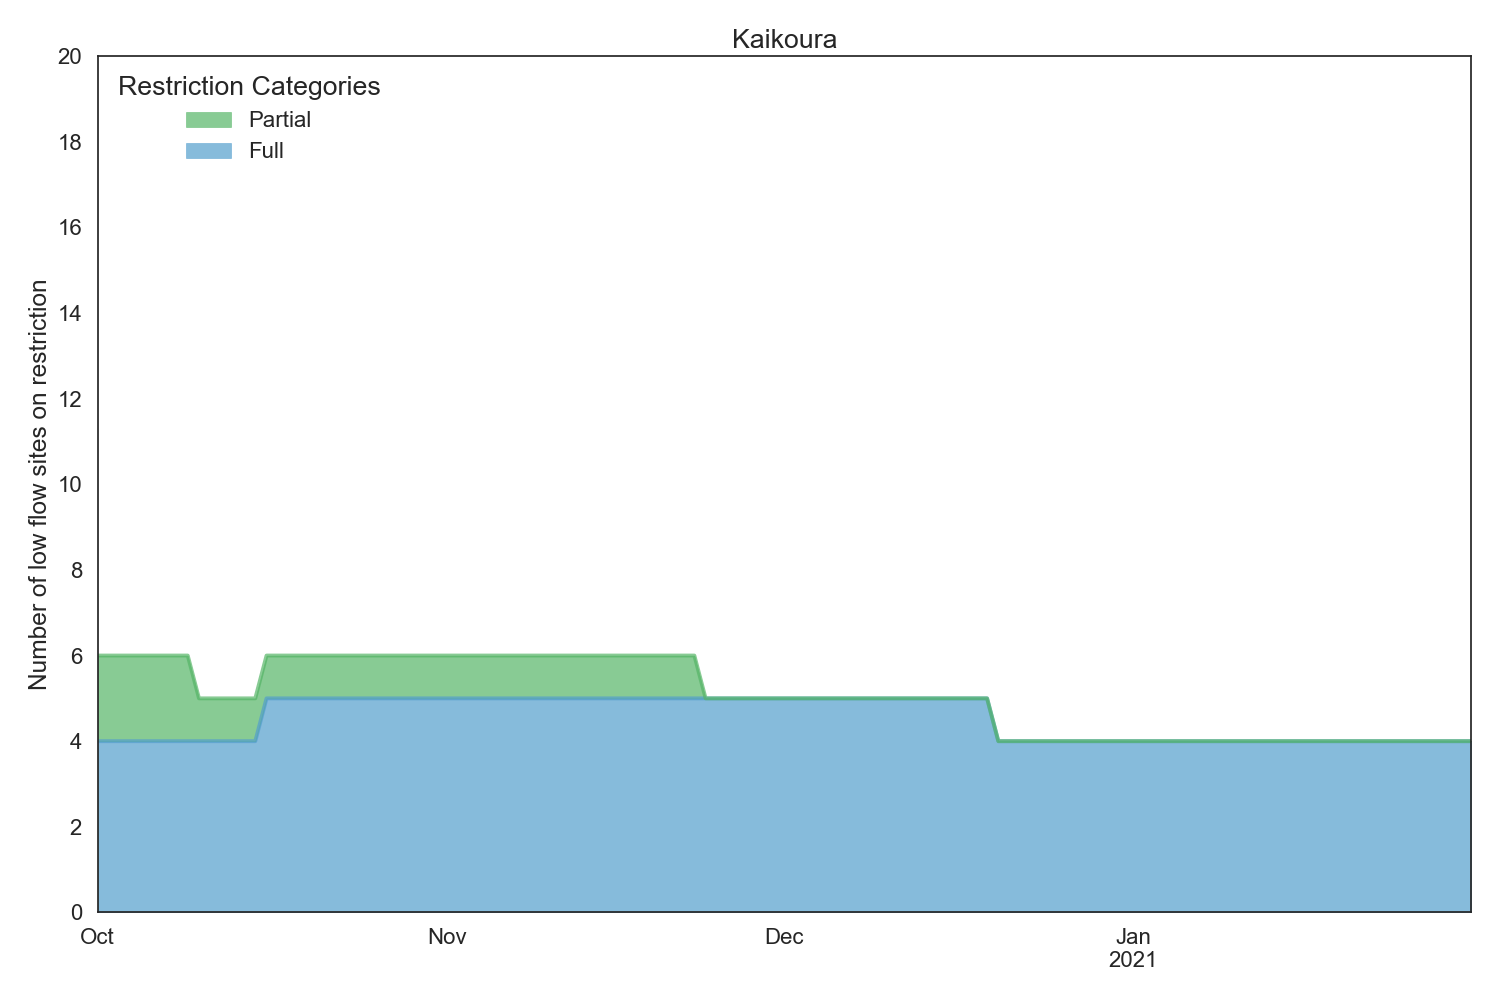 Kaikoura
Restriction Categories
Partial
Full
Number of low flow sites on restriction
20
18
16
14
12
10
8
6
4
2
0
Oct
Nov
Dec
Jan
2021